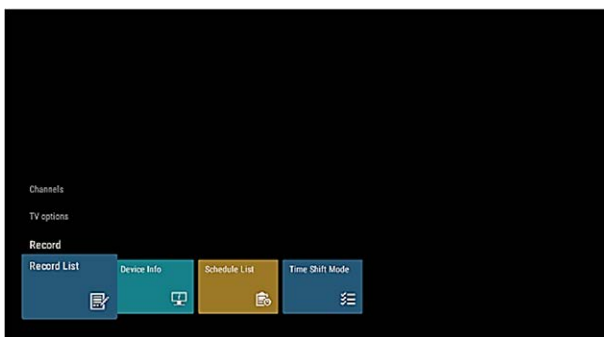 Channels
TV options
Record
Record List
Device Info
Schedule List
Time Shift Mode